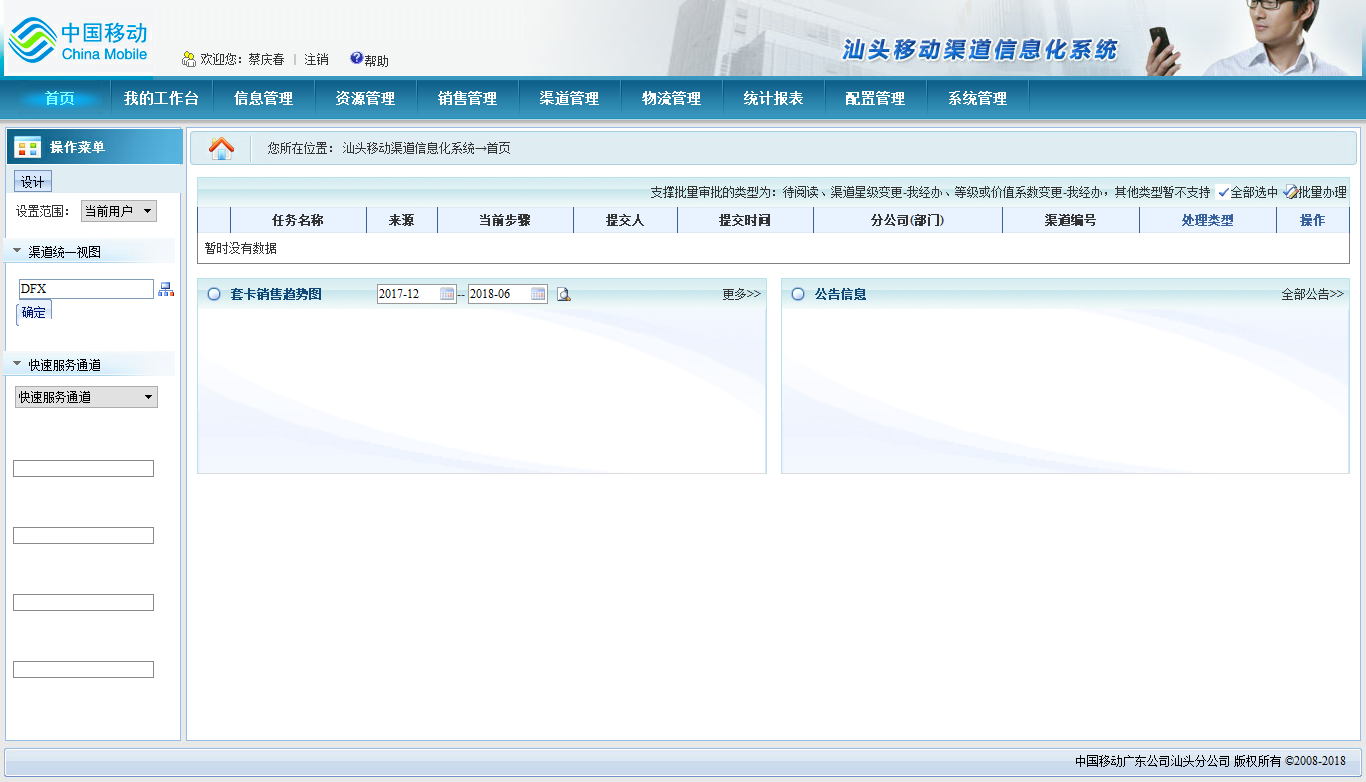 中国移动
China Mobile
欢迎您: 蔡庆春 | 注销 帮助
汕头移动渠道信息化系统
首页 我的工作台 信息管理 资源管理 销售管理 渠道管理 物流管理 统计报表 配置管理 系统管理
操作菜单
设计
设置范围: 当前用户
渠道统一视图
DFX
确定
快速服务通道
快速服务通道
您所在位置: 汕头移动渠道信息化系统→首页
支撑批量审批的类型为: 待阅读、渠道星级变更-我经办、等级或价值系数变更-我经办，其他类型暂不支持 全部选中 批量办理
任务名称 来源 当前步骤 提交人 提交时间 分公司(部门) 渠道编号 处理类型 操作
暂时没有数据
套卡销售趋势图 2017-12 -- 2018-06 更多>>
公告信息 全部公告>>
中国移动广东公司汕头分公司 版权所有 ©2008-2018